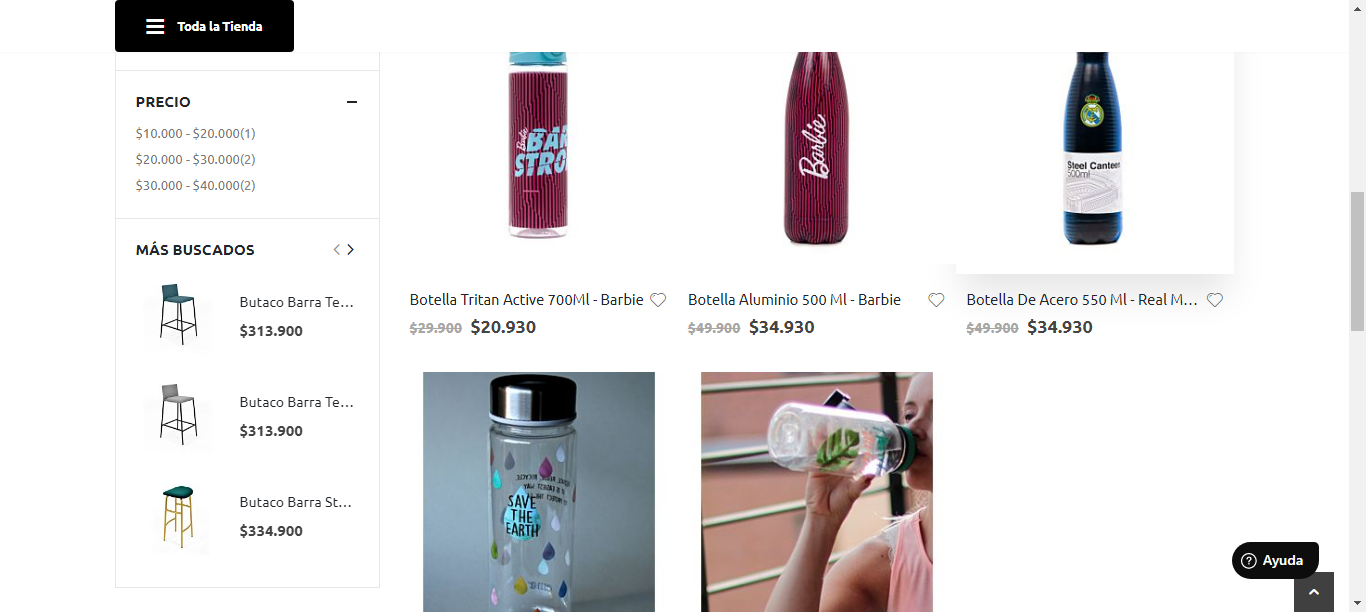 Toda la Tienda
PRECIO
$10.000 - $20.000(1)
$20.000 - $30.000(2)
$30.000 - $40.000(2)
MÁS BUSCADOS
Butaco Barra Te...
$313.900
Butaco Barra Te...
$313.900
Butaco Barra St...
$334.900
Barbie
BAR
STRO
Barbie
Steel Canteen
500ml
Botella Tritan Active 700Ml - Barbie
$29.900 $20.930
Botella Aluminio 500 Ml - Barbie
$49.900 $34.930
Botella De Acero 550 Ml - Real M...
$49.900 $34.930
SAVE
THE
EARTH
Ayuda